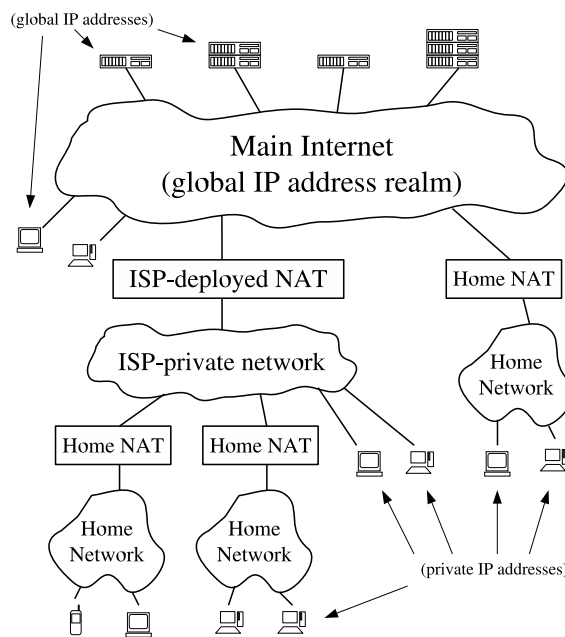 (global IP addresses)
Main Internet
(global IP address realm)
ISP-deployed NAT
Home NAT
ISP-private network
Home
Network
Home NAT
Home NAT
Home
Network
Home
Network
(private IP addresses)